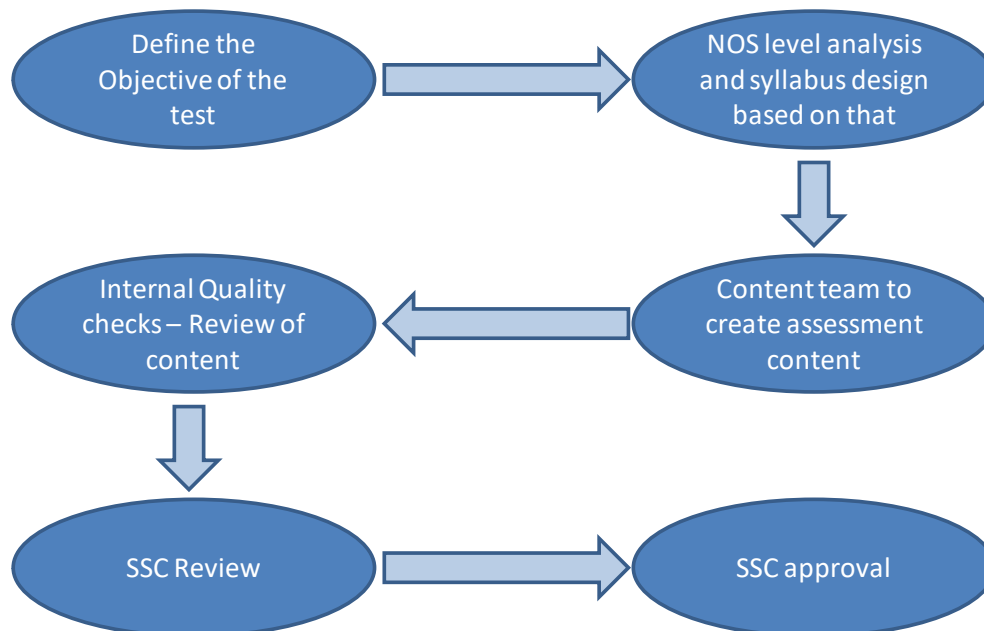 Define the
Objective of the
test
NOS level analysis
and syllabus design
based on that
Content team to
create assessment
content
Internal Quality
checks – Review of
content
SSC Review
SSC approval